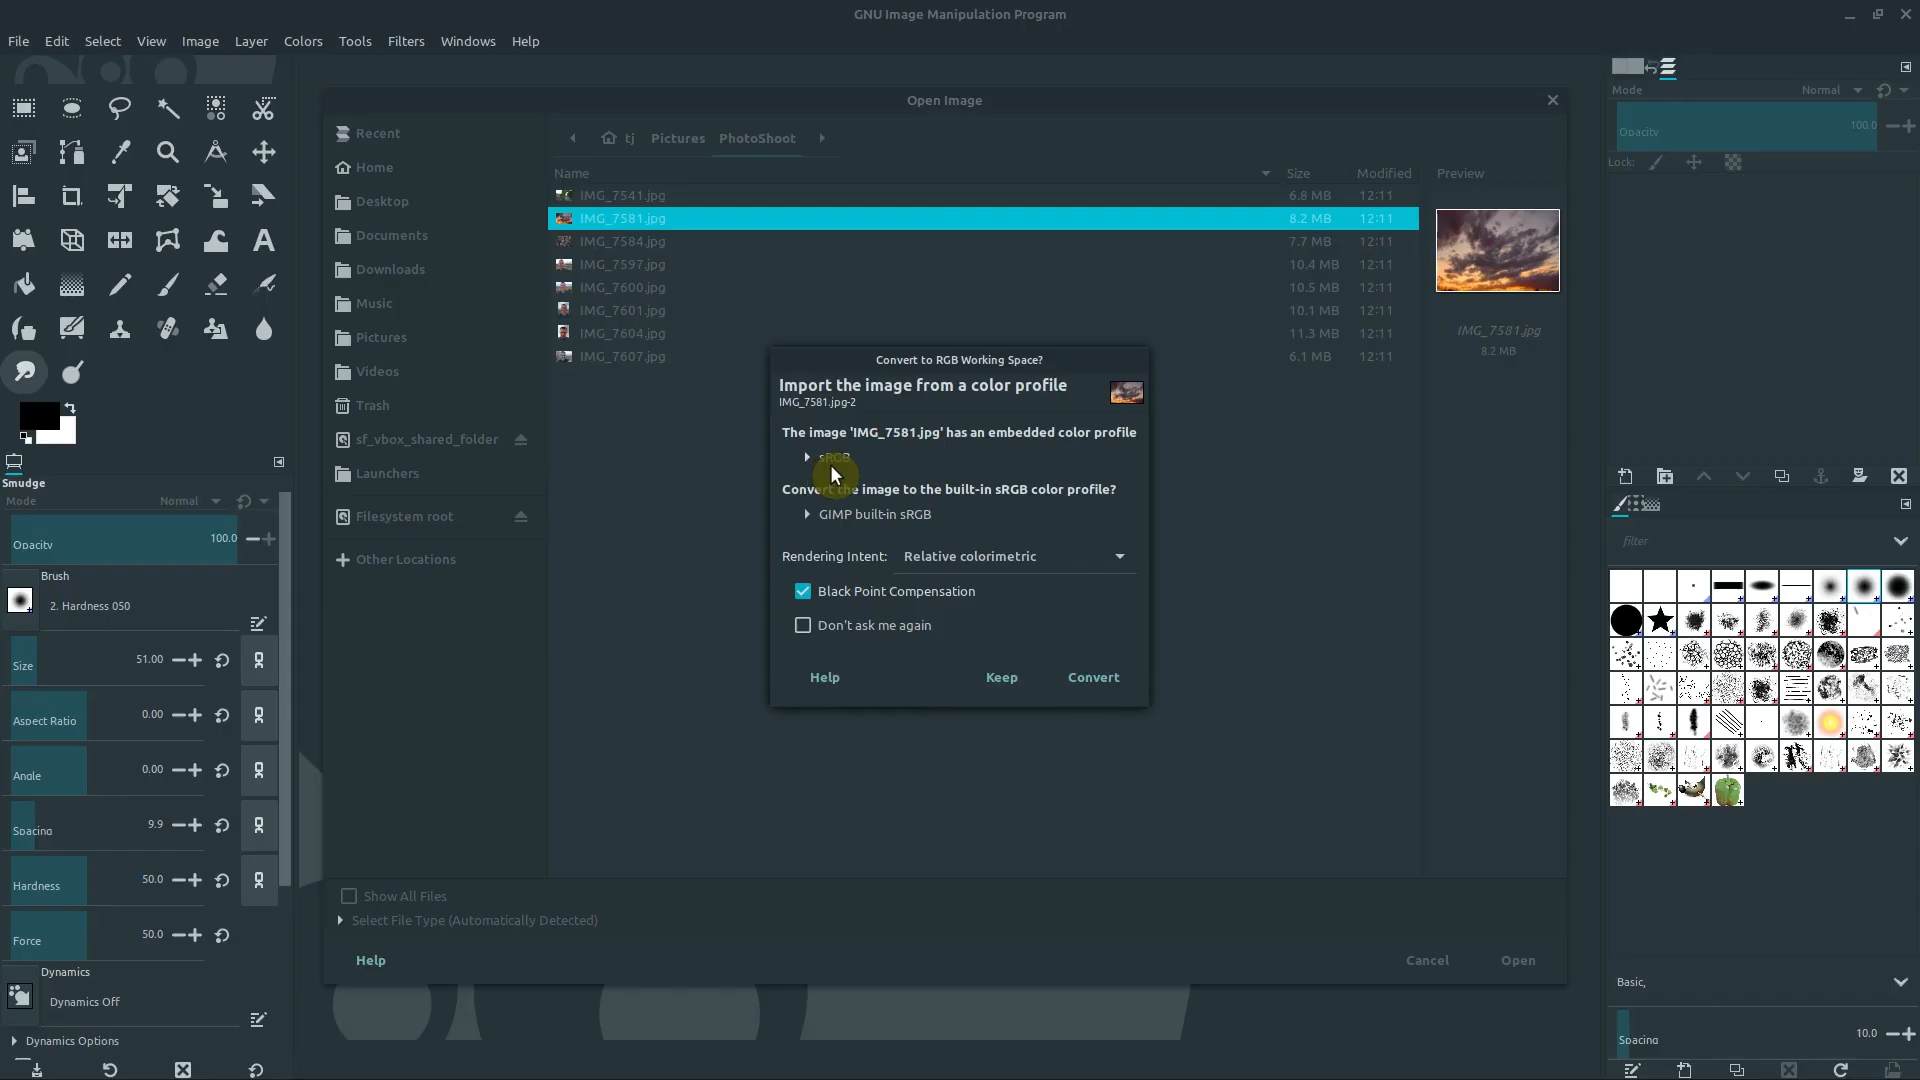 GNU Image Manipulation Program
File Edit Select View Image Layer Colors Tools Filters Windows Help
Open Image
Recent
Home
Desktop
Documents
Downloads
Music
Pictures
Videos
Trash
sf_vbox_shared_folder
Launchers
Filesystem root
Other Locations
tj Pictures PhotoShoot
Name Size Modified
IMG_7541.jpg 6.8 MB 12:11
IMG_7581.jpg 8.2 MB 12:11
IMG_7584.jpg 7.7 MB 12:11
IMG_7597.jpg 10.4 MB 12:11
IMG_7600.jpg 10.5 MB 12:11
IMG_7601.jpg 10.1 MB 12:11
IMG_7604.jpg 11.3 MB 12:11
IMG_7607.jpg 6.1 MB 12:11
Preview
IMG_7581.jpg
8.2 MB
Convert to RGB Working Space?
Import the image from a color profile
IMG_7581.jpg-2
The image 'IMG_7581.jpg' has an embedded color profile
sRGB
Convert the image to the built-in sRGB color profile?
GIMP built-in sRGB
Rendering Intent: Relative colorimetric
Black Point Compensation
Don't ask me again
Help Keep Convert
Show All Files
Select File Type (Automatically Detected)
Help Cancel Open
Smudge
Mode Normal
Opacity 100.0
Brush
2. Hardness 050
Size 51.00
Aspect Ratio 0.00
Angle 0.00
Spacing 9.9
Hardness 50.0
Force 50.0
Dynamics
Dynamics Off
Dynamics Options
Mode Normal
Opacity 100.0
Lock:
filter
Basic,
Spacing 10.0